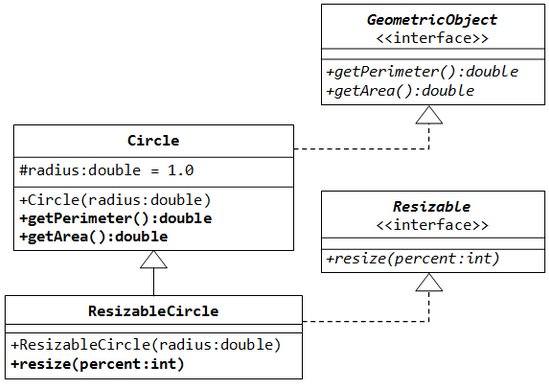 GeometricObject
<<interface>>
+getPerimeter():double
+getArea():double
Circle
#radius:double = 1.0
+Circle(radius:double)
+getPerimeter():double
+getArea():double
Resizable
<<interface>>
+resize(percent:int)
ResizableCircle
+ResizableCircle(radius:double)
+resize(percent:int)